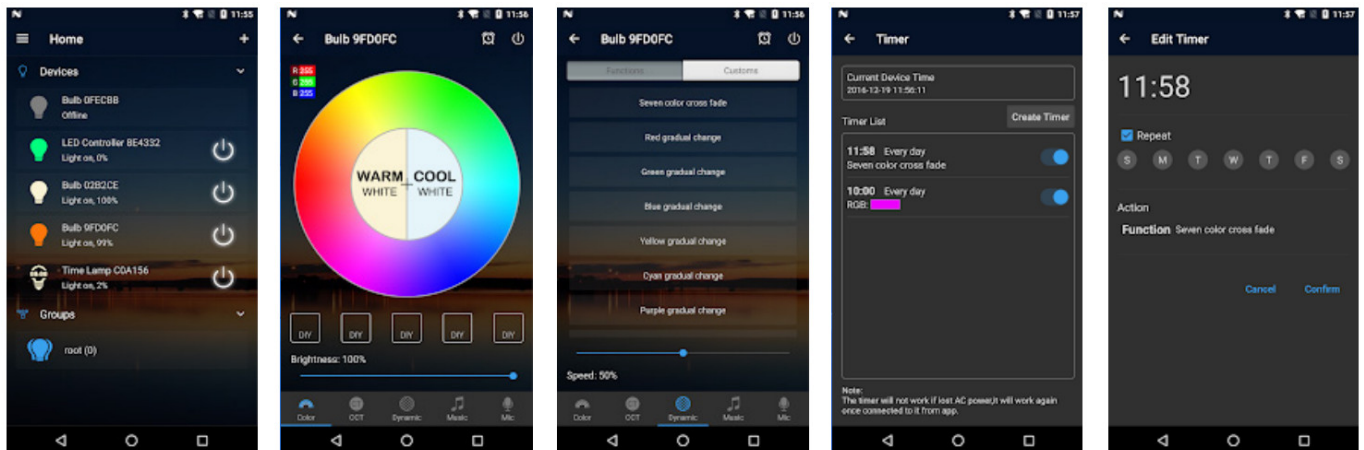 11:55
Home
+
Devices
Bulb 0FECBB
Offline
LED Controller 8E4332
Light on, 0%
Bulb 02B2CE
Light on, 100%
Bulb 9FD0FC
Light on, 99%
Time Lamp C0A156
Light on, 2%
Groups
root (0)
11:56
Bulb 9FD0FC
R 255
G 255
B 255
WARM COOL
WHITE WHITE
DIY DIY DIY DIY DIY
Brightness: 100%
Color CCT Dynamic Music Mic
11:56
Bulb 9FD0FC
Functions Customs
Seven color cross fade
Red gradual change
Green gradual change
Blue gradual change
Yellow gradual change
Cyan gradual change
Purple gradual change
Speed: 50%
Color CCT Dynamic Music Mic
11:57
Timer
Current Device Time
2016-12-19 11:56:11
Timer List Create Timer
11:58 Every day
Seven color cross fade
10:00 Every day
RGB:
Note:
The timer will not work if lost AC power,it will work again
once connected to it from app.
11:57
Edit Timer
11:58
Repeat
S M T W T F S
Action
Function Seven color cross fade
Cancel Confirm